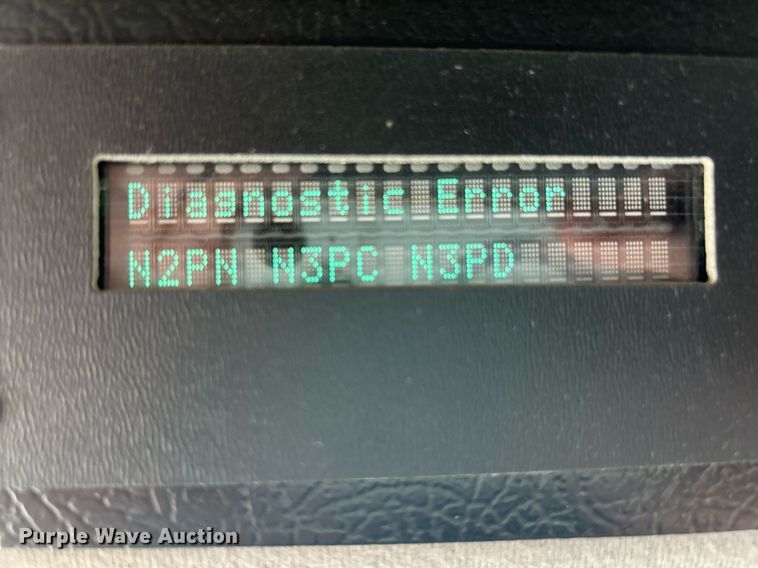 Diagnostic Error
N2PN N3PC N3PD
Purple Wave Auction